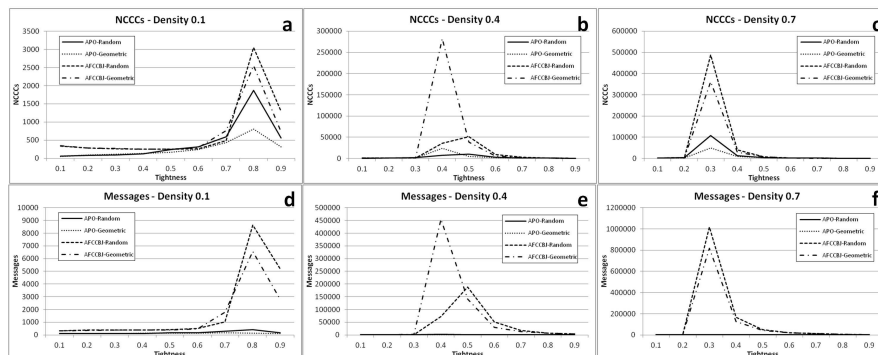 NCCCs - Density 0.1
a
3500
3000
2500
2000
1500
1000
500
0
NCCCs
APO-Random
APO-Geometric
AFCCBJ-Random
AFCCBJ-Geometric
0.1 0.2 0.3 0.4 0.5 0.6 0.7 0.8 0.9
Tightness
NCCCs - Density 0.4
b
300000
250000
200000
150000
100000
50000
0
NCCCs
APO-Random
APO-Geometric
AFCCBJ-Random
AFCCBJ-Geometric
0.1 0.2 0.3 0.4 0.5 0.6 0.7 0.8 0.9
Tightness
NCCCs - Density 0.7
c
600000
500000
400000
300000
200000
100000
0
NCCCs
APO-Random
APO-Geometric
AFCCBJ-Random
AFCCBJ-Geometric
0.1 0.2 0.3 0.4 0.5 0.6 0.7 0.8 0.9
Tightness
Messages - Density 0.1
d
10000
9000
8000
7000
6000
5000
4000
3000
2000
1000
0
Messages
APO-Random
APO-Geometric
AFCCBJ-Random
AFCCBJ-Geometric
0.1 0.2 0.3 0.4 0.5 0.6 0.7 0.8 0.9
Tightness
Messages - Density 0.4
e
500000
450000
400000
350000
300000
250000
200000
150000
100000
50000
0
Messages
APO-Random
APO-Geometric
AFCCBJ-Random
AFCCBJ-Geometric
0.1 0.2 0.3 0.4 0.5 0.6 0.7 0.8 0.9
Tightness
Messages - Density 0.7
f
1200000
1000000
800000
600000
400000
200000
0
Messages
APO-Random
APO-Geometric
AFCCBJ-Random
AFCCBJ-Geometric
0.1 0.2 0.3 0.4 0.5 0.6 0.7 0.8 0.9
Tightness